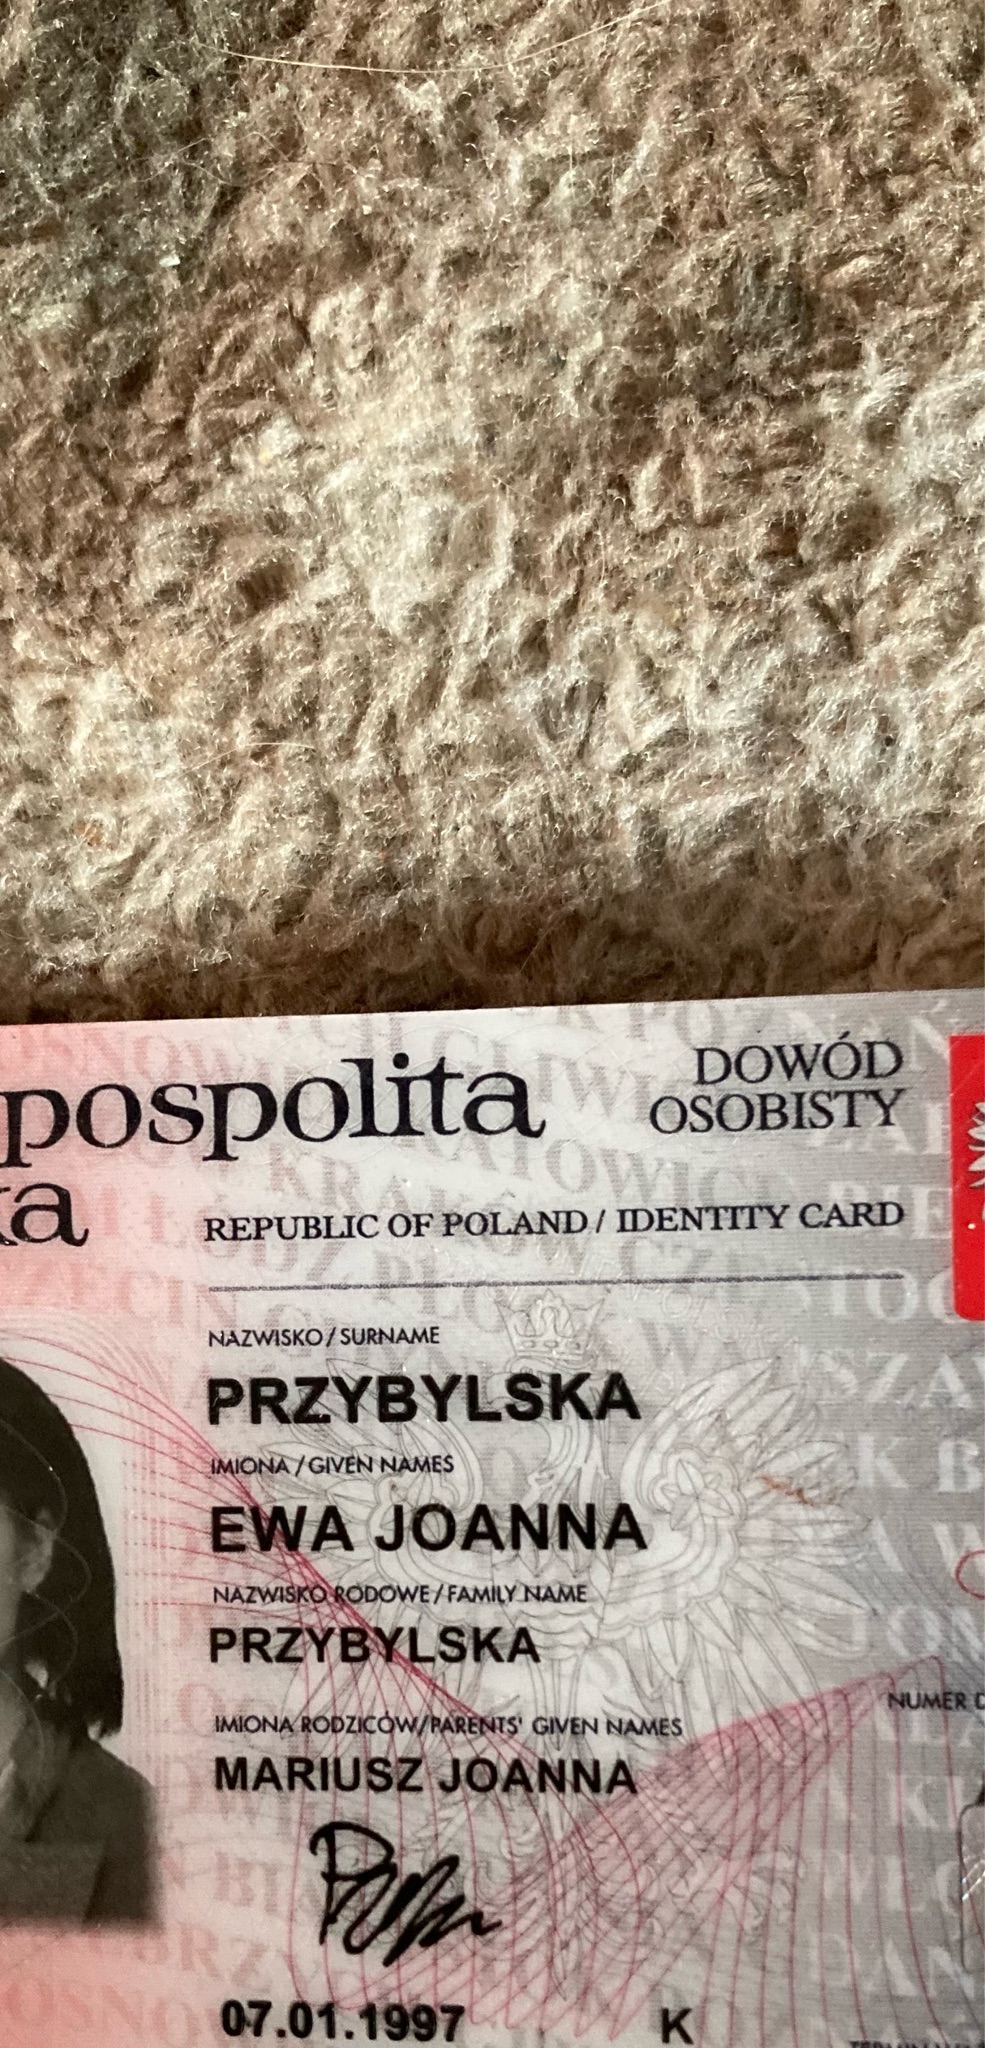 pospolita
ka
DOWÓD
OSOBISTY
REPUBLIC OF POLAND / IDENTITY CARD
NAZWISKO / SURNAME
PRZYBYLSKA
IMIONA / GIVEN NAMES
EWA JOANNA
NAZWISKO RODOWE / FAMILY NAME
PRZYBYLSKA
NUMER D
IMIONA RODZICÓW/PARENTS' GIVEN NAMES
MARIUSZ JOANNA
07.01.1997 K